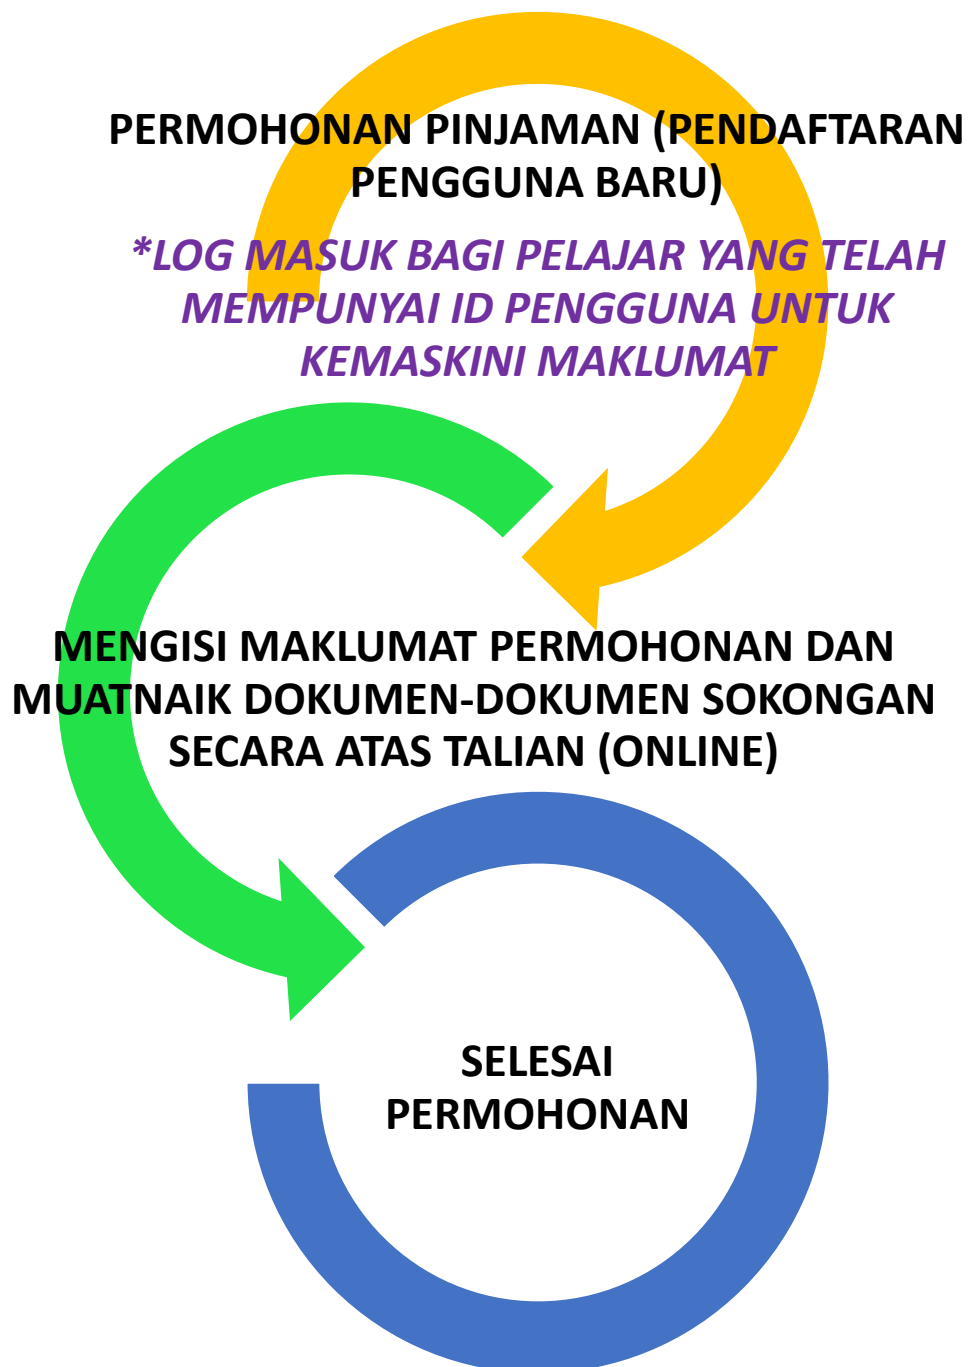 PERMOHONAN PINJAMAN (PENDAFTARAN
PENGGUNA BARU)
*LOG MASUK BAGI PELAJAR YANG TELAH
MEMPUNYAI ID PENGGUNA UNTUK
KEMASKINI MAKLUMAT
MENGISI MAKLUMAT PERMOHONAN DAN
MUATNAIK DOKUMEN-DOKUMEN SOKONGAN
SECARA ATAS TALIAN (ONLINE)
SELESAI
PERMOHONAN